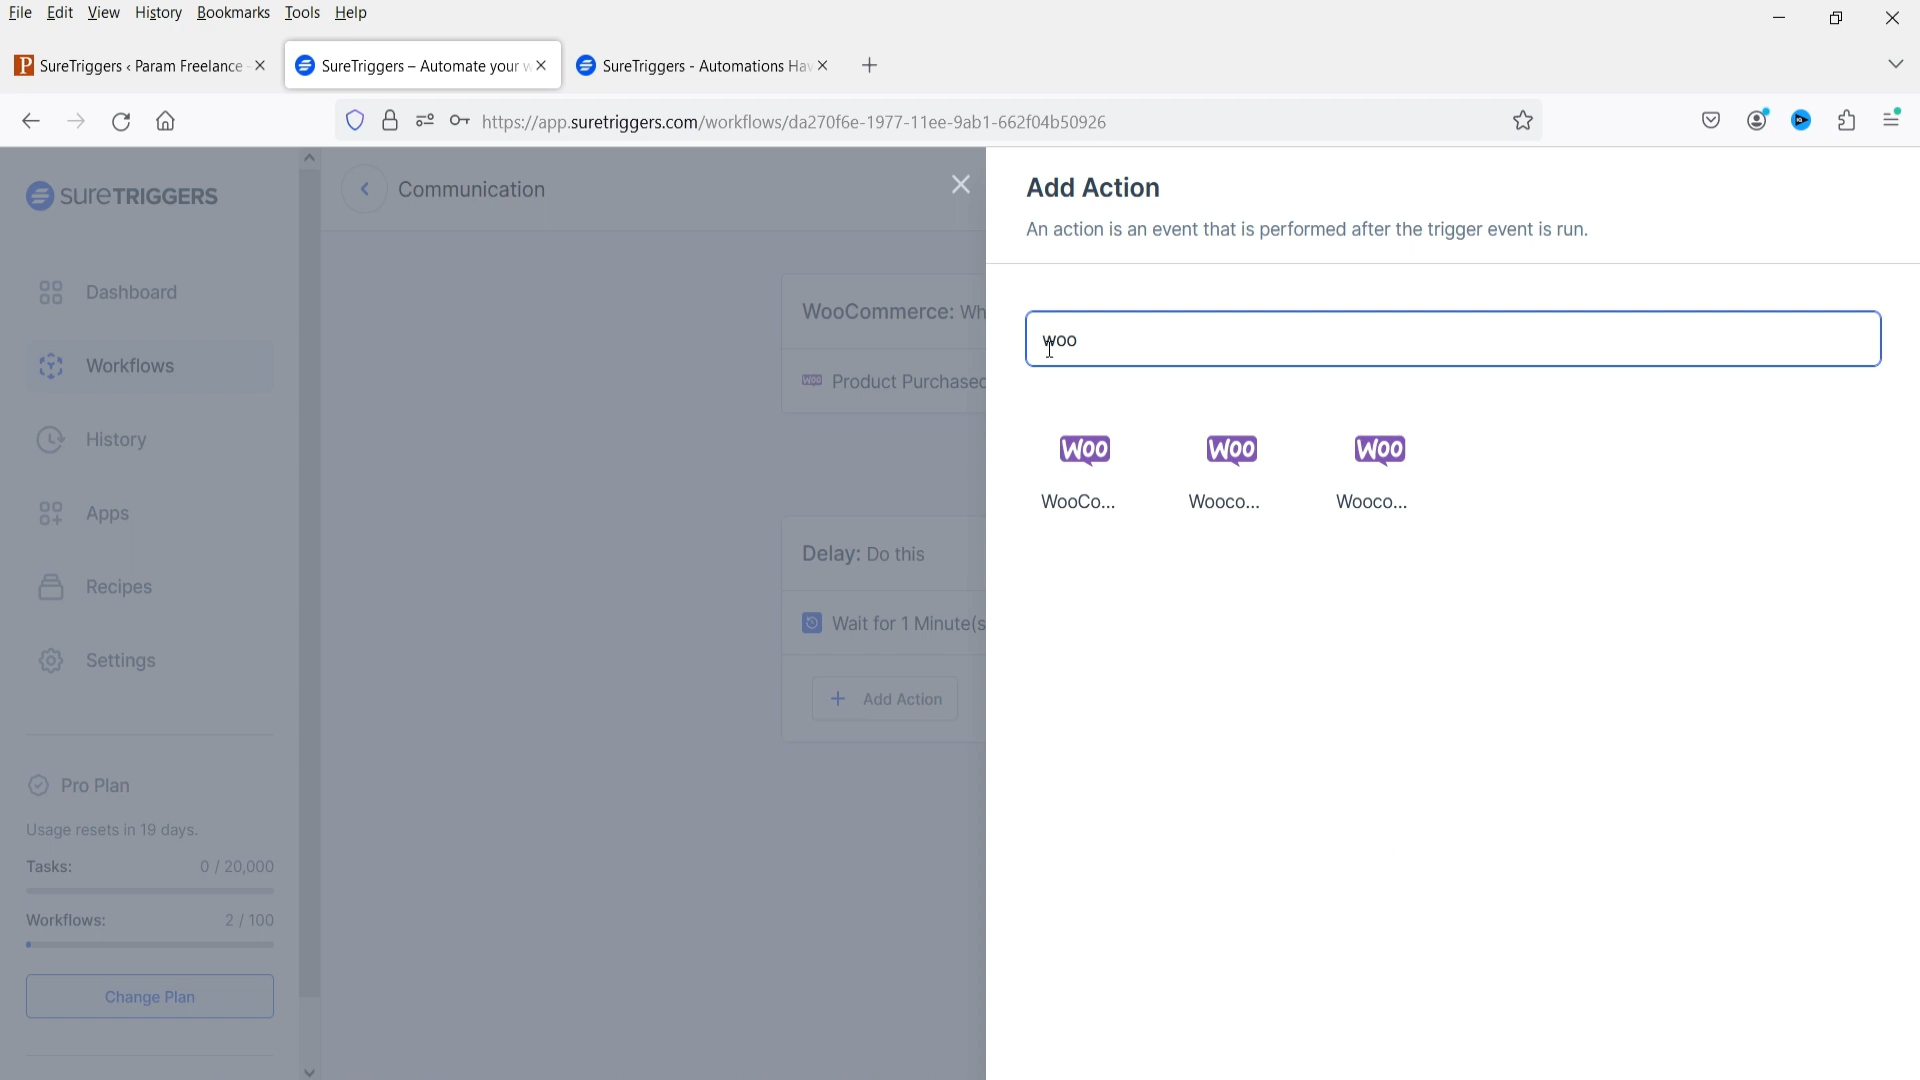 File Edit View History Bookmarks Tools Help
SureTriggers ‹ Param Freelance
SureTriggers – Automate your w
SureTriggers - Automations Hav
https://app.suretriggers.com/workflows/da270f6e-1977-11ee-9ab1-662f04b50926
SureTRIGGERS
Dashboard
Workflows
History
Apps
Recipes
Settings
Pro Plan
Usage resets in 19 days.
Tasks: 0 / 20,000
Workflows: 2 / 100
Change Plan
Communication
WooCommerce: Wh
Woo Product Purchased
Delay: Do this
Wait for 1 Minute(s
+ Add Action
Add Action
An action is an event that is performed after the trigger event is run.
woo
Woo Woo Woo
WooCo... Wooco... Wooco...